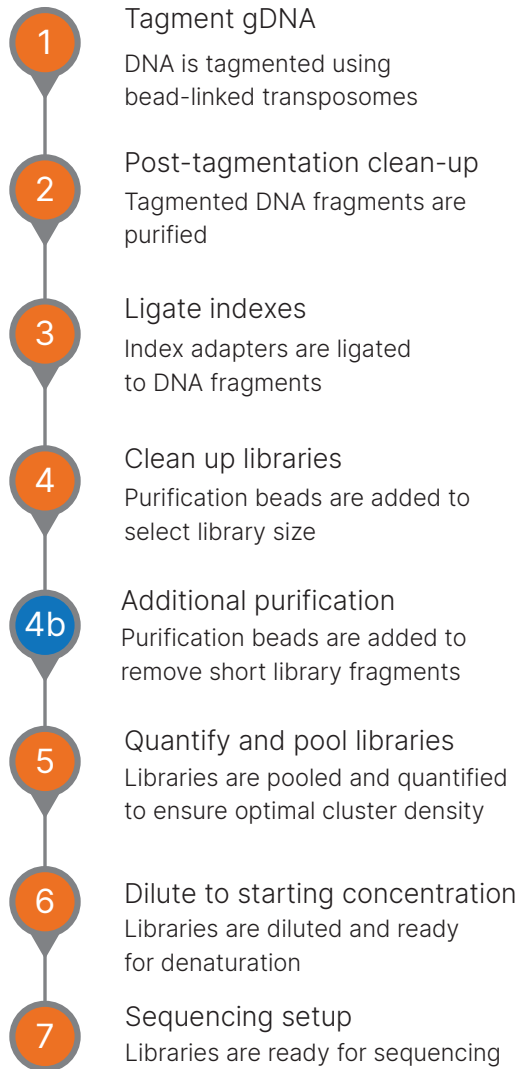 1
Tagment gDNA
DNA is tagmented using
bead-linked transposomes
2
Post-tagmentation clean-up
Tagmented DNA fragments are
purified
3
Ligate indexes
Index adapters are ligated
to DNA fragments
4
Clean up libraries
Purification beads are added to
select library size
4b
Additional purification
Purification beads are added to
remove short library fragments
5
Quantify and pool libraries
Libraries are pooled and quantified
to ensure optimal cluster density
6
Dilute to starting concentration
Libraries are diluted and ready
for denaturation
7
Sequencing setup
Libraries are ready for sequencing